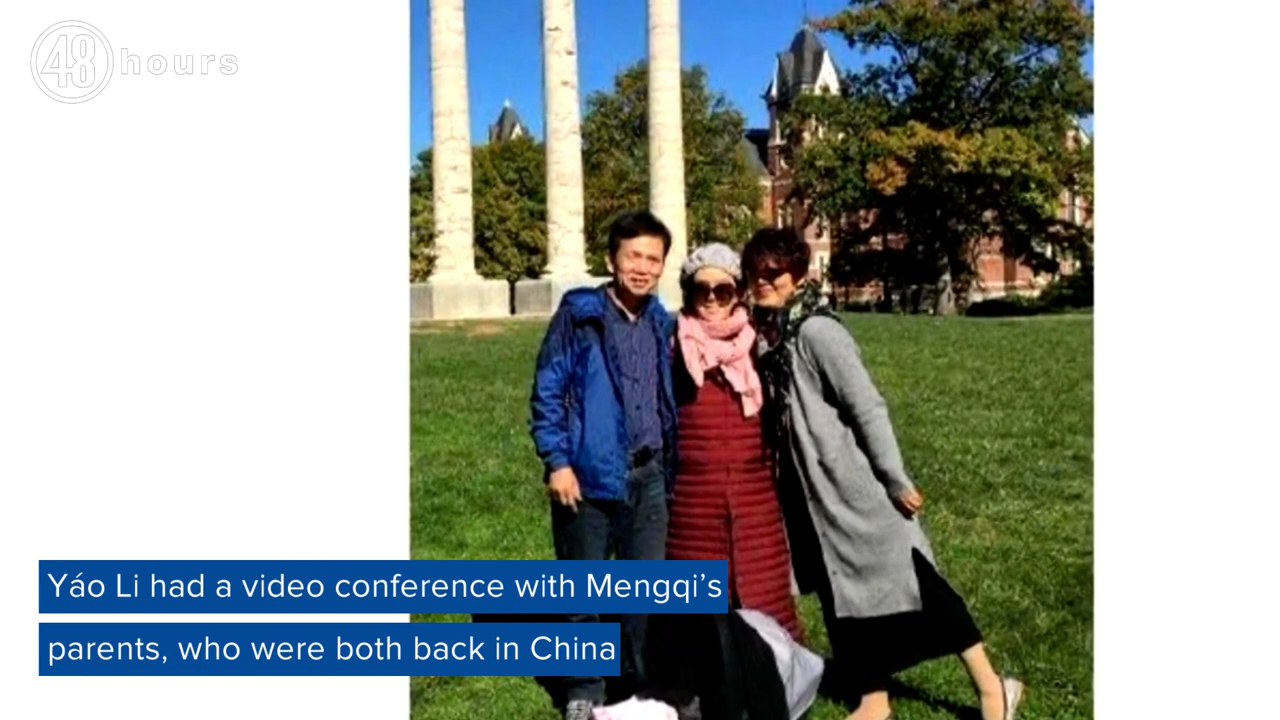 48 hours
Yáo Li had a video conference with Mengqi’s
parents, who were both back in China